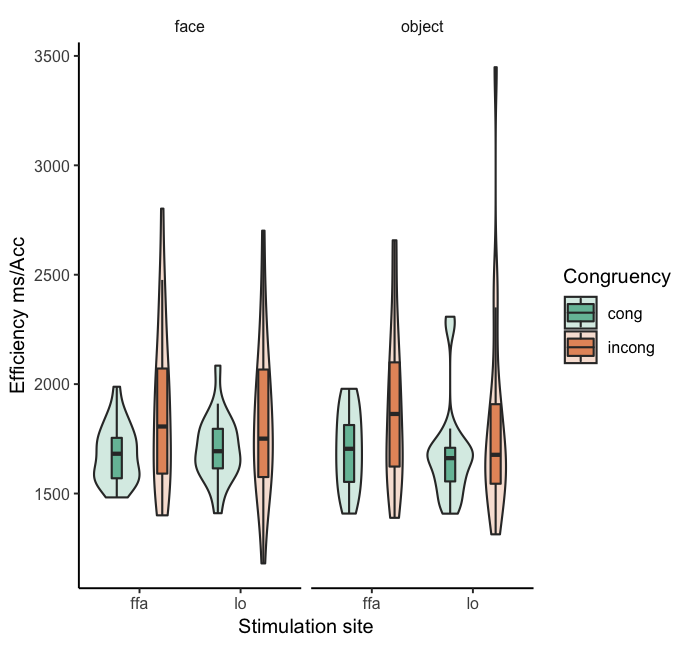 face
object
3500
3000
2500
2000
1500
Efficiency ms/Acc
ffa
lo
ffa
lo
Stimulation site
Congruency
cong
incong